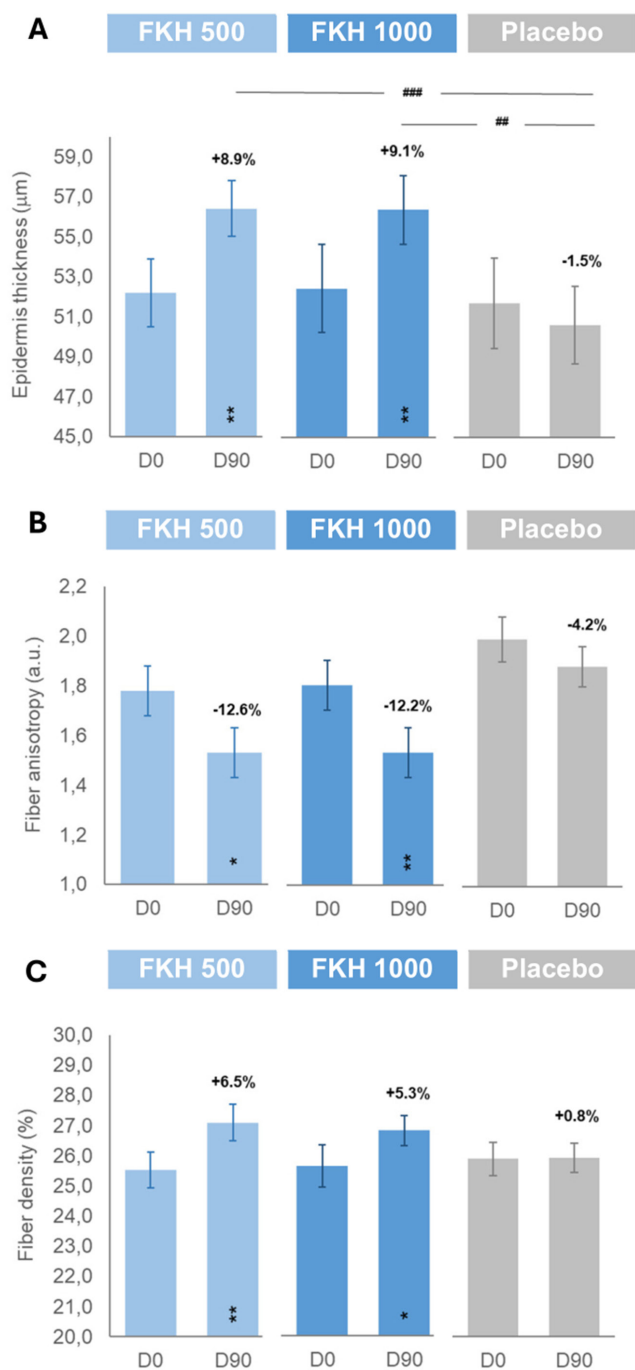 A
FKH 500 FKH 1000 Placebo
###
##
59,0
57,0
55,0
53,0
51,0
49,0
47,0
45,0
Epidermis thickness (μm)
+8.9% +9.1% -1.5%
** **
D0 D90 D0 D90 D0 D90
B
FKH 500 FKH 1000 Placebo
2,2
2,0
1,8
1,6
1,4
1,2
1,0
Fiber anisotropy (a.u.)
-12.6% -12.2% -4.2%
* **
D0 D90 D0 D90 D0 D90
C
FKH 500 FKH 1000 Placebo
30,0
29,0
28,0
27,0
26,0
25,0
24,0
23,0
22,0
21,0
20,0
Fiber density (%)
+6.5% +5.3% +0.8%
** *
D0 D90 D0 D90 D0 D90